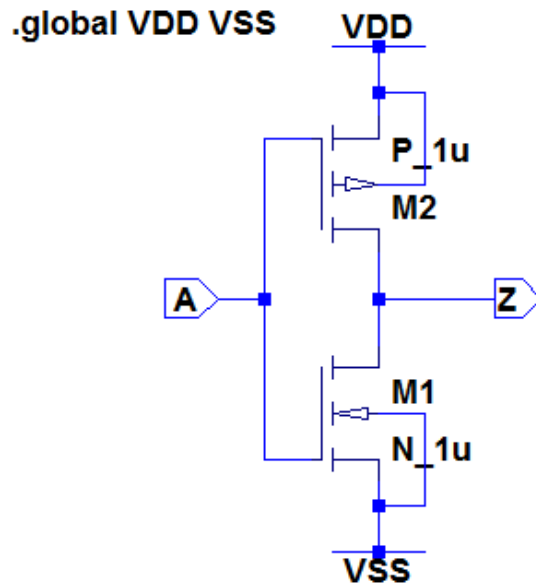 .global VDD VSS
VDD
P_1u
M2
A
Z
M1
N_1u
VSS